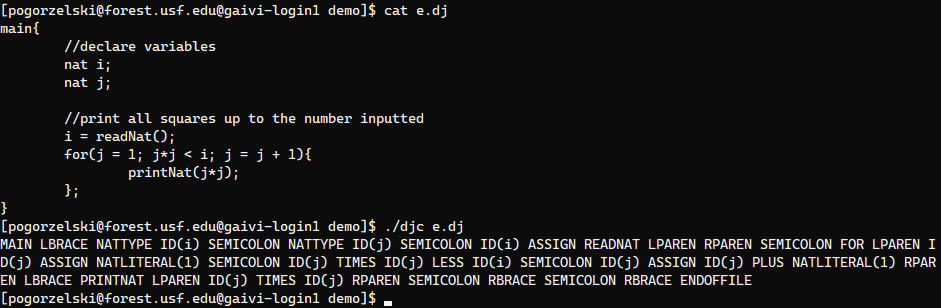 [pogorzelski@forest.usf.edu@gaivi-login1 demo]$ cat e.dj
main{
        //declare variables
        nat i;
        nat j;

        //print all squares up to the number inputted
        i = readNat();
        for(j = 1; j*j < i; j = j + 1){
                printNat(j*j);
        };
}
[pogorzelski@forest.usf.edu@gaivi-login1 demo]$ ./djc e.dj
MAIN LBRACE NATTYPE ID(i) SEMICOLON NATTYPE ID(j) SEMICOLON ID(i) ASSIGN READNAT LPAREN RPAREN SEMICOLON FOR LPAREN I
D(j) ASSIGN NATLITERAL(1) SEMICOLON ID(j) TIMES ID(j) LESS ID(i) SEMICOLON ID(j) ASSIGN ID(j) PLUS NATLITERAL(1) RPAR
EN LBRACE PRINTNAT LPAREN ID(j) TIMES ID(j) RPAREN SEMICOLON RBRACE SEMICOLON RBRACE ENDOFFILE
[pogorzelski@forest.usf.edu@gaivi-login1 demo]$